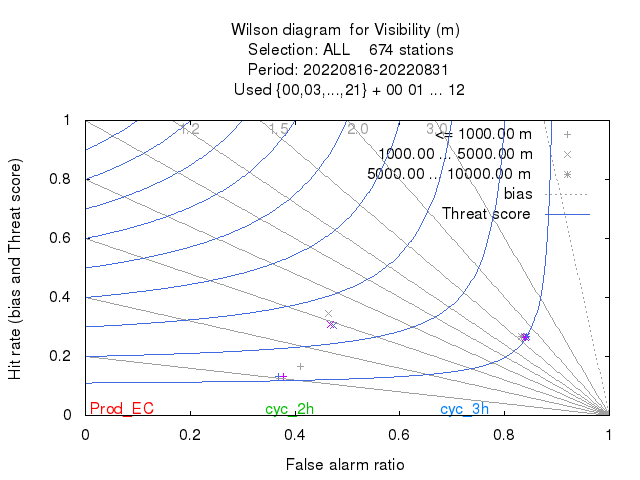 Wilson diagram for Visibility (m)
Selection: ALL 674 stations
Period: 20220816-20220831
Used {00,03,...,21} + 00 01 ... 12
Hit rate (bias and Threat score)
1
0.8
0.6
0.4
0.2
0
1.2
1.5
2.0
3.0
<= 1000.00 m
1000.00 ... 5000.00 m
5000.00 ... 10000.00 m
bias
Threat score
Prod_EC
cyc_2h
cyc_3h
0
0.2
0.4
0.6
0.8
1
False alarm ratio